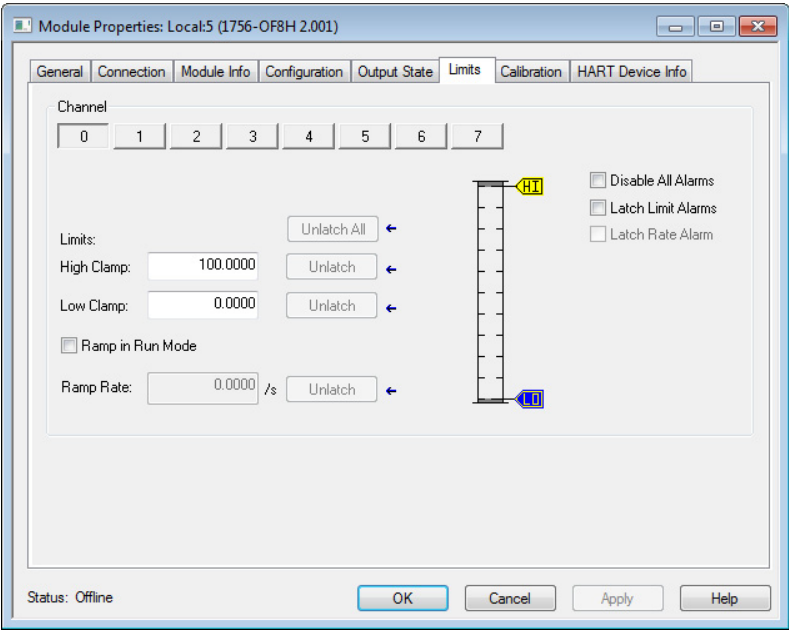 Module Properties: Local:5 (1756-OF8H 2.001)
General Connection Module Info Configuration Output State Limits Calibration HART Device Info
Channel
0 1 2 3 4 5 6 7
HI
Disable All Alarms
Latch Limit Alarms
Latch Rate Alarm
Limits:
Unlatch All
High Clamp: 100.0000 Unlatch
Low Clamp: 0.0000 Unlatch
Ramp in Run Mode
Ramp Rate: 0.0000 /s Unlatch
LO
Status: Offline
OK Cancel Apply Help